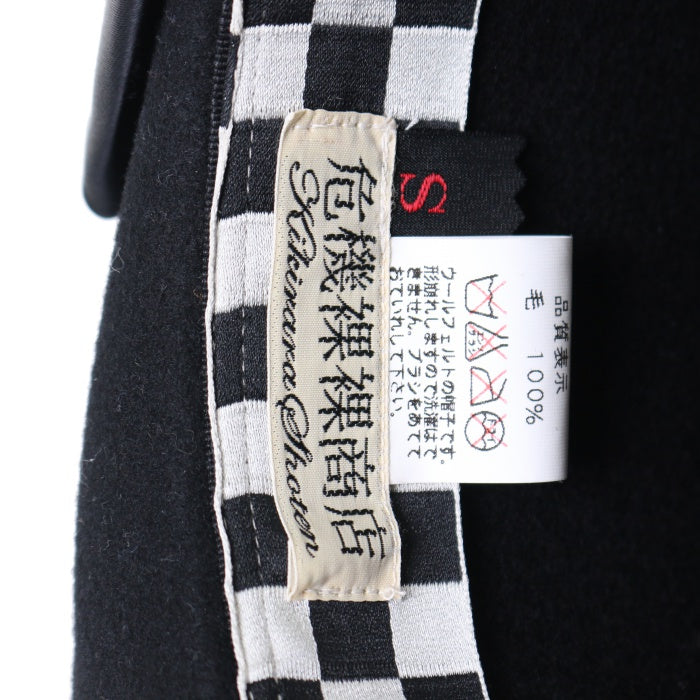 危機裸裸商店
Kikirara Shoten
S
品質表示
毛 100%
ウールフェルトの帽子です。
形崩れしますので洗濯はで
きません。ブラシをあてて
おていれして下さい。